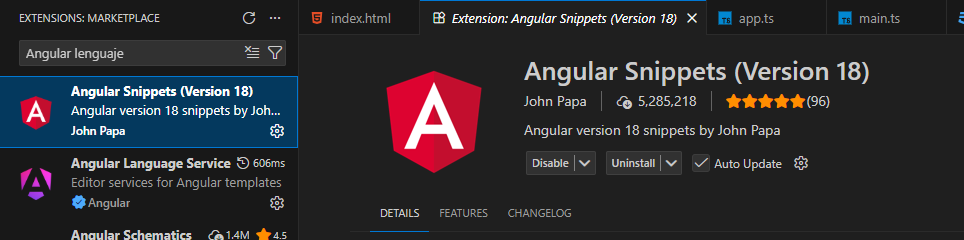 EXTENSIONS: MARKETPLACE
Angular lenguaje
Angular Snippets (Version 18)
Angular version 18 snippets by Joh...
John Papa
Angular Language Service 606ms
Editor services for Angular templates
Angular
Angular Schematics 1.4M 4.5
index.html
Extension: Angular Snippets (Version 18)
TS app.ts
TS main.ts
Angular Snippets (Version 18)
John Papa 5,285,218 (96)
Angular version 18 snippets by John Papa
Disable Uninstall Auto Update
DETAILS FEATURES CHANGELOG